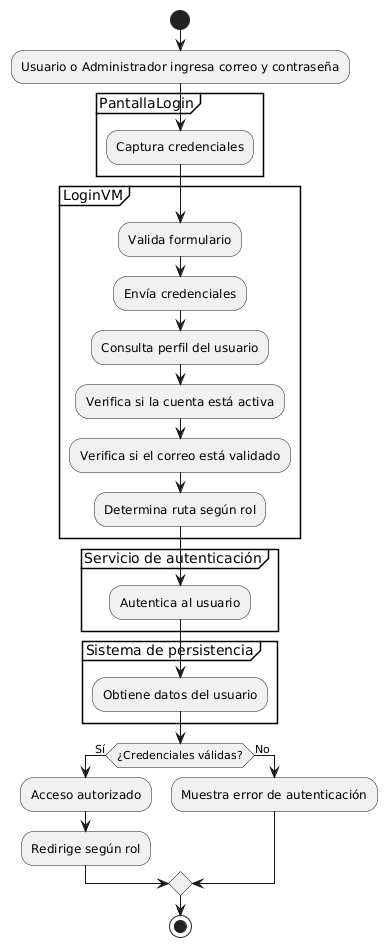 Usuario o Administrador ingresa correo y contraseña
PantallaLogin
Captura credenciales
LoginVM
Valida formulario
Envía credenciales
Consulta perfil del usuario
Verifica si la cuenta está activa
Verifica si el correo está validado
Determina ruta según rol
Servicio de autenticación
Autentica al usuario
Sistema de persistencia
Obtiene datos del usuario
Sí
¿Credenciales válidas?
No
Acceso autorizado
Muestra error de autenticación
Redirige según rol